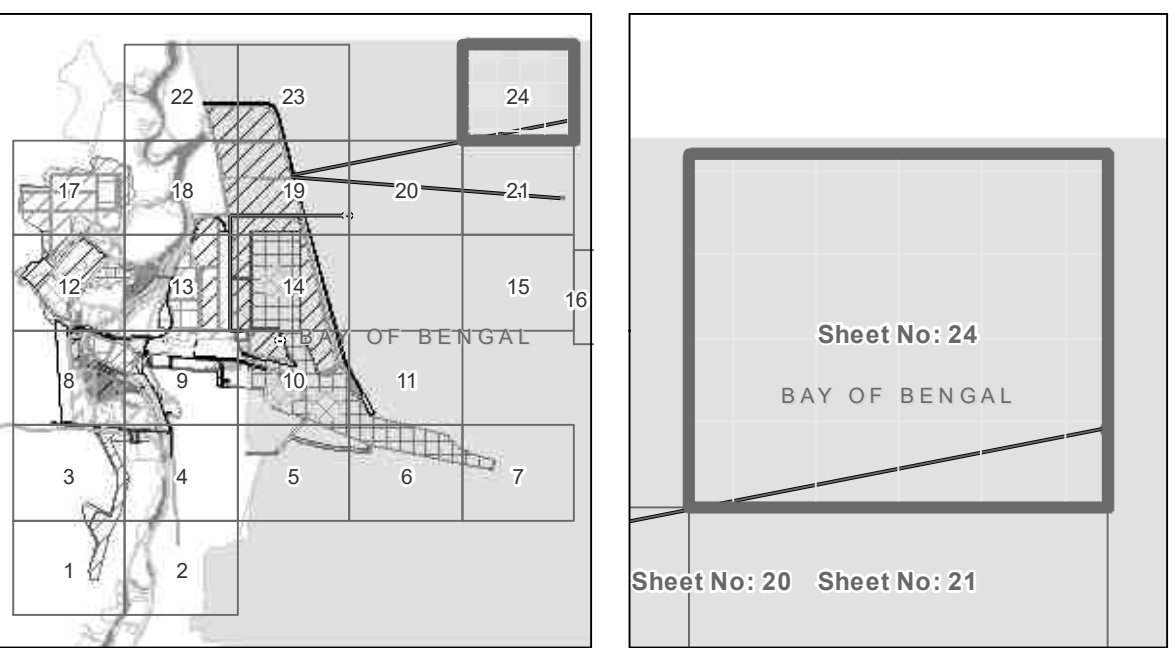 22 23 24
17 18 19 20 21
12 13 14 15 16
BAY OF BENGAL
8 9 10 11
3 4 5 6 7
1 2
Sheet No: 24
BAY OF BENGAL
Sheet No: 20 Sheet No: 21